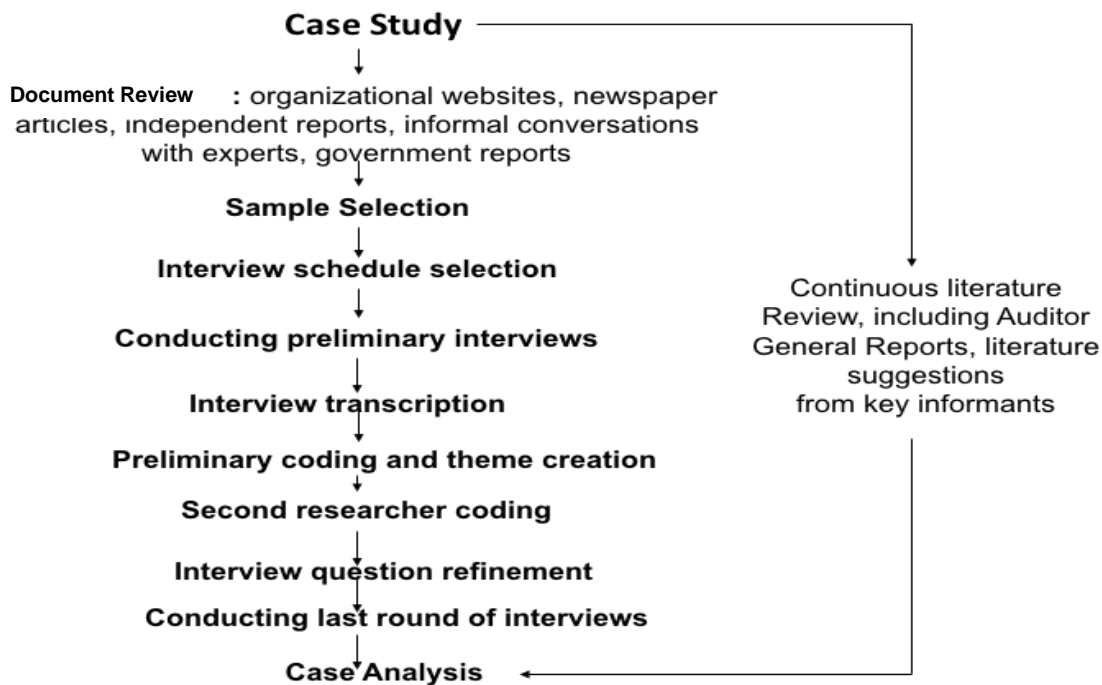 Case Study
Document Review : organizational websites, newspaper
articles, independent reports, informal conversations
with experts, government reports
Sample Selection
Interview schedule selection
Conducting preliminary interviews
Interview transcription
Preliminary coding and theme creation
Second researcher coding
Interview question refinement
Conducting last round of interviews
Case Analysis
Continuous literature
Review, including Auditor
General Reports, literature
suggestions
from key informants